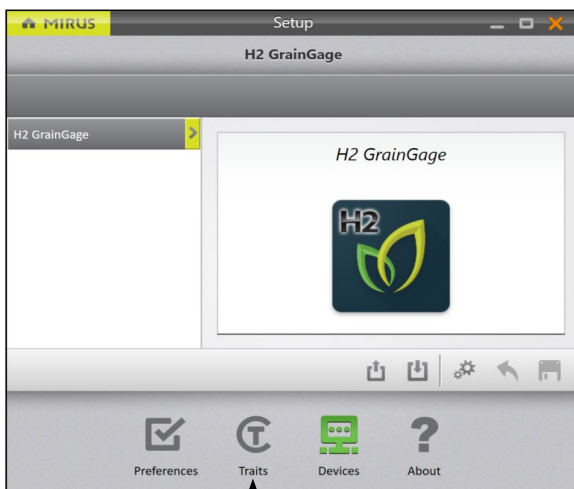 MIRUS
Setup
H2 GrainGage
H2 GrainGage
H2 GrainGage
H2
Preferences
Traits
Devices
About